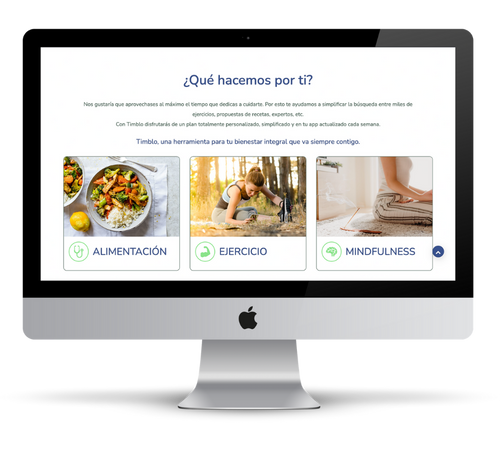 ¿Qué hacemos por ti?
Nos gustaría que aprovechases al máximo el tiempo que dedicas a cuidarte. Por esto te ayudamos a simplificar la búsqueda entre miles de
ejercicios, propuestas de recetas, expertos, etc.
Con Timblo disfrutarás de un plan totalmente personalizado, simplificado y en tu app actualizado cada semana.
Timblo, una herramienta para tu bienestar integral que va siempre contigo.
ALIMENTACIÓN
EJERCICIO
MINDFULNESS